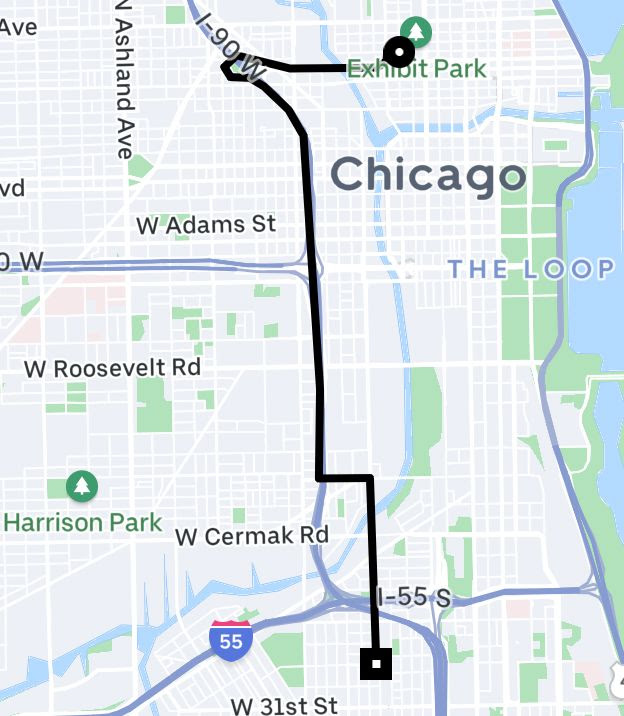 Ave
N Ashland Ave
I-90 W
Exhibit Park
Chicago
vd
W Adams St
0 W
THE LOOP
W Roosevelt Rd
Harrison Park
W Cermak Rd
I-55 S
55
W 31st St
4